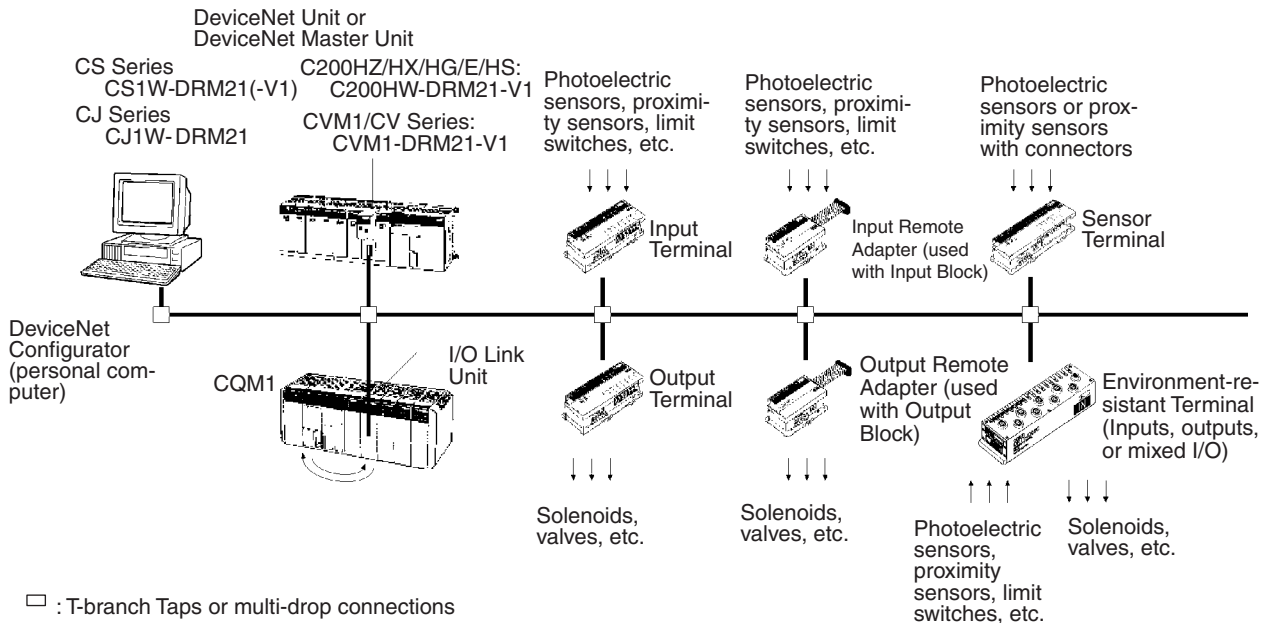 DeviceNet Unit or
DeviceNet Master Unit
CS Series
CS1W-DRM21(-V1)
CJ Series
CJ1W-DRM21
C200HZ/HX/HG/E/HS:
C200HW-DRM21-V1
CVM1/CV Series:
CVM1-DRM21-V1
Photoelectric
sensors, proximi-
ty sensors, limit
switches, etc.
Photoelectric
sensors, proximi-
ty sensors, limit
switches, etc.
Photoelectric
sensors or prox-
imity sensors
with connectors
Input
Terminal
Input Remote
Adapter (used
with Input Block)
Sensor
Terminal
DeviceNet
Configurator
(personal com-
puter)
CQM1
I/O Link
Unit
Output
Terminal
Output Remote
Adapter (used
with Output
Block)
Environment-re-
sistant Terminal
(Inputs, outputs,
or mixed I/O)
Solenoids,
valves, etc.
Solenoids,
valves, etc.
Photoelectric
sensors,
proximity
sensors, limit
switches, etc.
Solenoids,
valves, etc.
: T-branch Taps or multi-drop connections